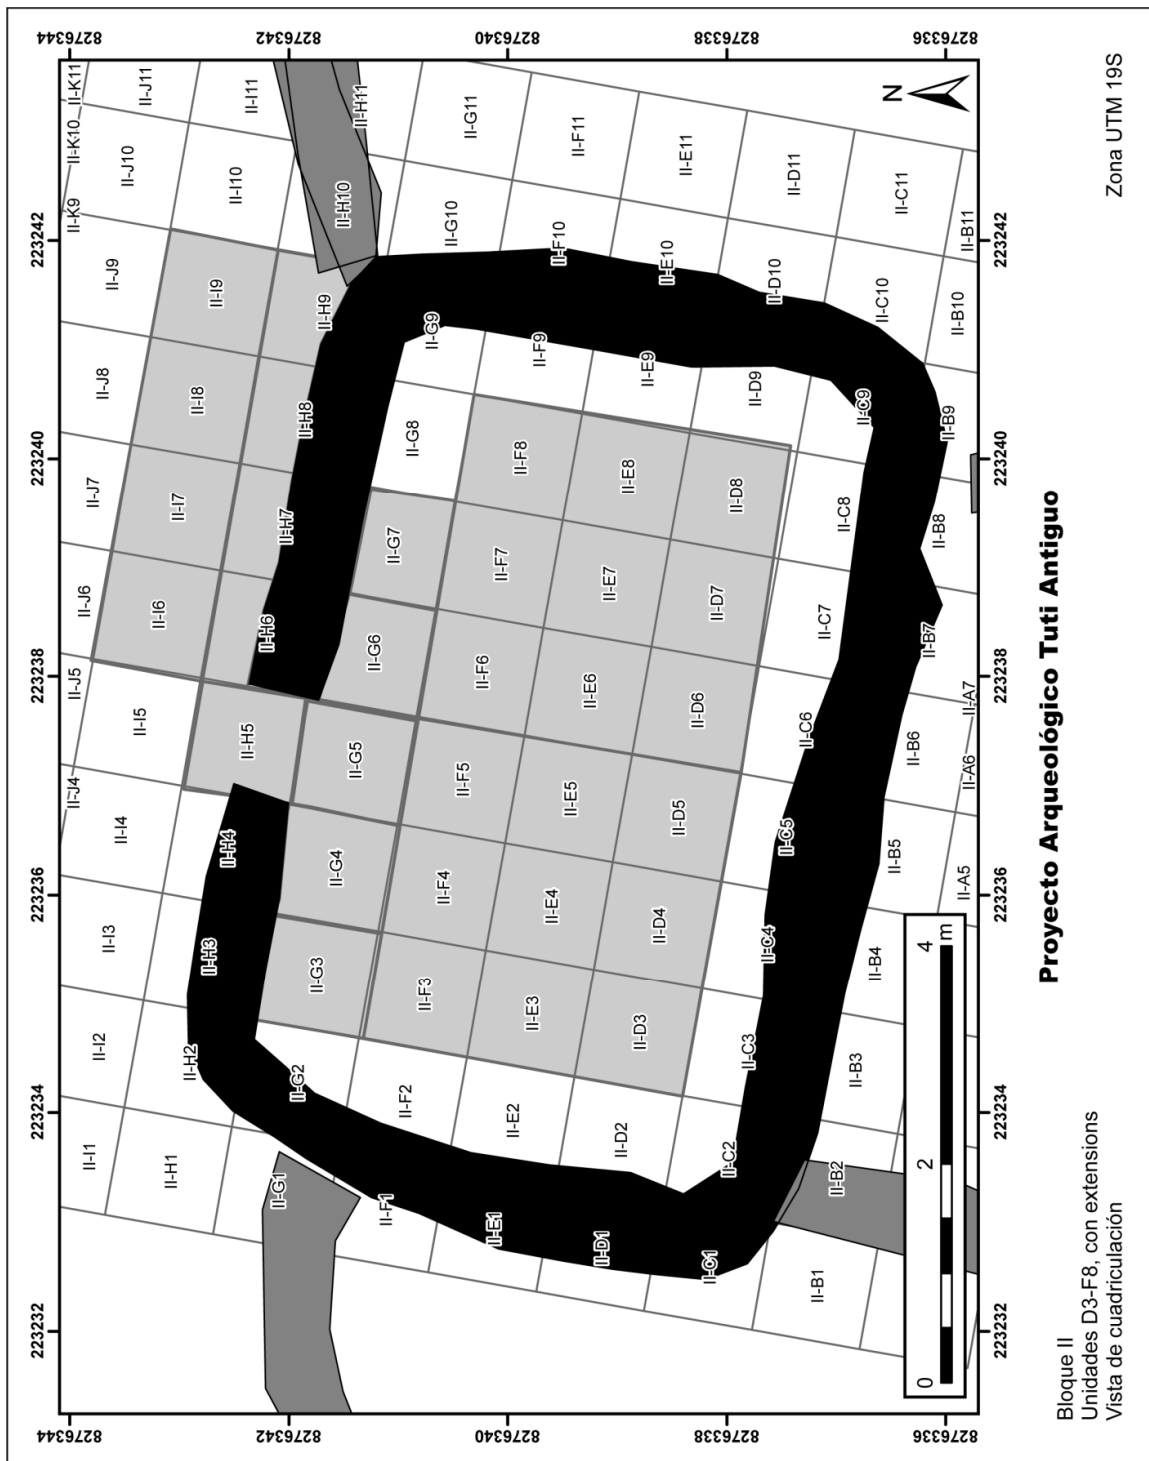 223232
223234
223236
223238
223240
223242
8276344
8276342
8276340
8276338
8276336
8276344
8276342
8276340
8276338
8276336
II-K9
II-K10
II-K11
II-J4
II-J5
II-J6
II-J7
II-J8
II-J9
II-J10
II-J11
II-I1
II-I2
II-I3
II-I4
II-I5
II-I6
II-I7
II-I8
II-I9
II-I10
II-I11
II-H1
II-H2
II-H3
II-H4
II-H5
II-H6
II-H7
II-H8
II-H9
II-H10
II-H11
II-G1
II-G2
II-G3
II-G4
II-G5
II-G6
II-G7
II-G8
II-G9
II-G10
II-G11
II-F1
II-F2
II-F3
II-F4
II-F5
II-F6
II-F7
II-F8
II-F9
II-F10
II-F11
II-E1
II-E2
II-E3
II-E4
II-E5
II-E6
II-E7
II-E8
II-E9
II-E10
II-E11
II-D1
II-D2
II-D3
II-D4
II-D5
II-D6
II-D7
II-D8
II-D9
II-D10
II-D11
II-C1
II-C2
II-C3
II-C4
II-C5
II-C6
II-C7
II-C8
II-C9
II-C10
II-C11
II-B1
II-B2
II-B3
II-B4
II-B5
II-B6
II-B7
II-B8
II-B9
II-B10
II-B11
II-A5
II-A6
II-A7
N
0 2 4
m
223232
223234
223236
223238
223240
223242
Proyecto Arqueológico Tuti Antiguo
Bloque II
Unidades D3-F8, con extensions
Vista de cuadriculación
Zona UTM 19S